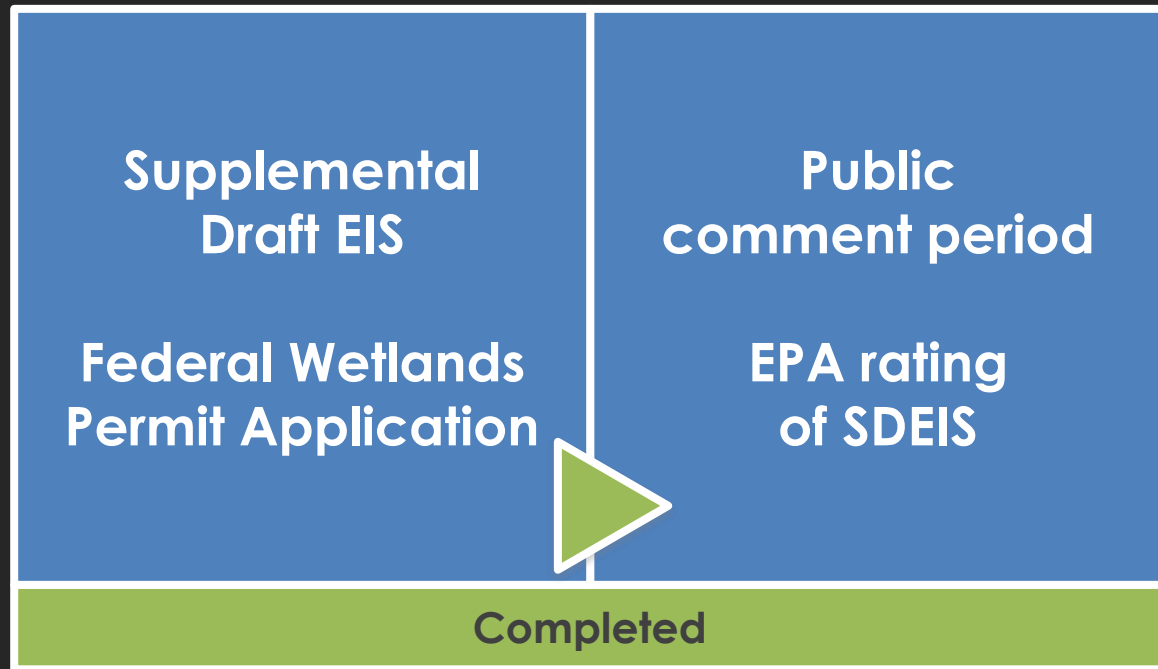 Supplemental
Draft EIS
Federal Wetlands
Permit Application
Public
comment period
EPA rating
of SDEIS
Completed